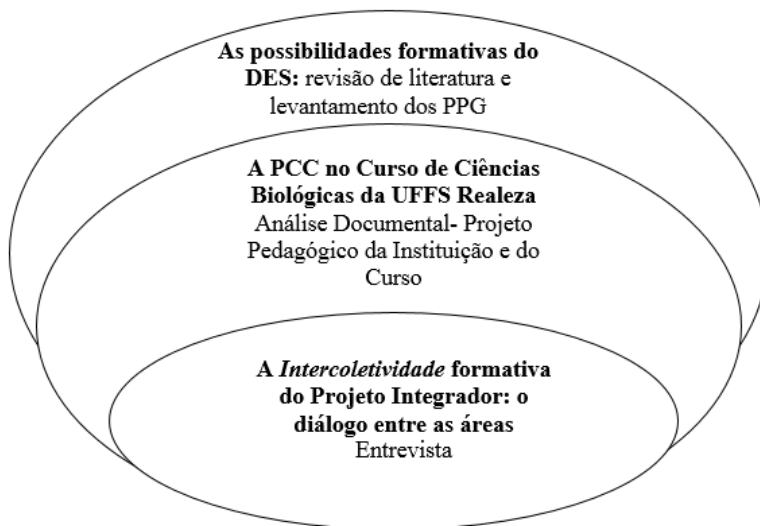 As possibilidades formativas do
DES: revisão de literatura e
levantamento dos PPG
A PCC no Curso de Ciências
Biológicas da UFFS Realeza
Análise Documental- Projeto
Pedagógico da Instituição e do
Curso
A Intercoletividade formativa
do Projeto Integrador: o
diálogo entre as áreas
Entrevista